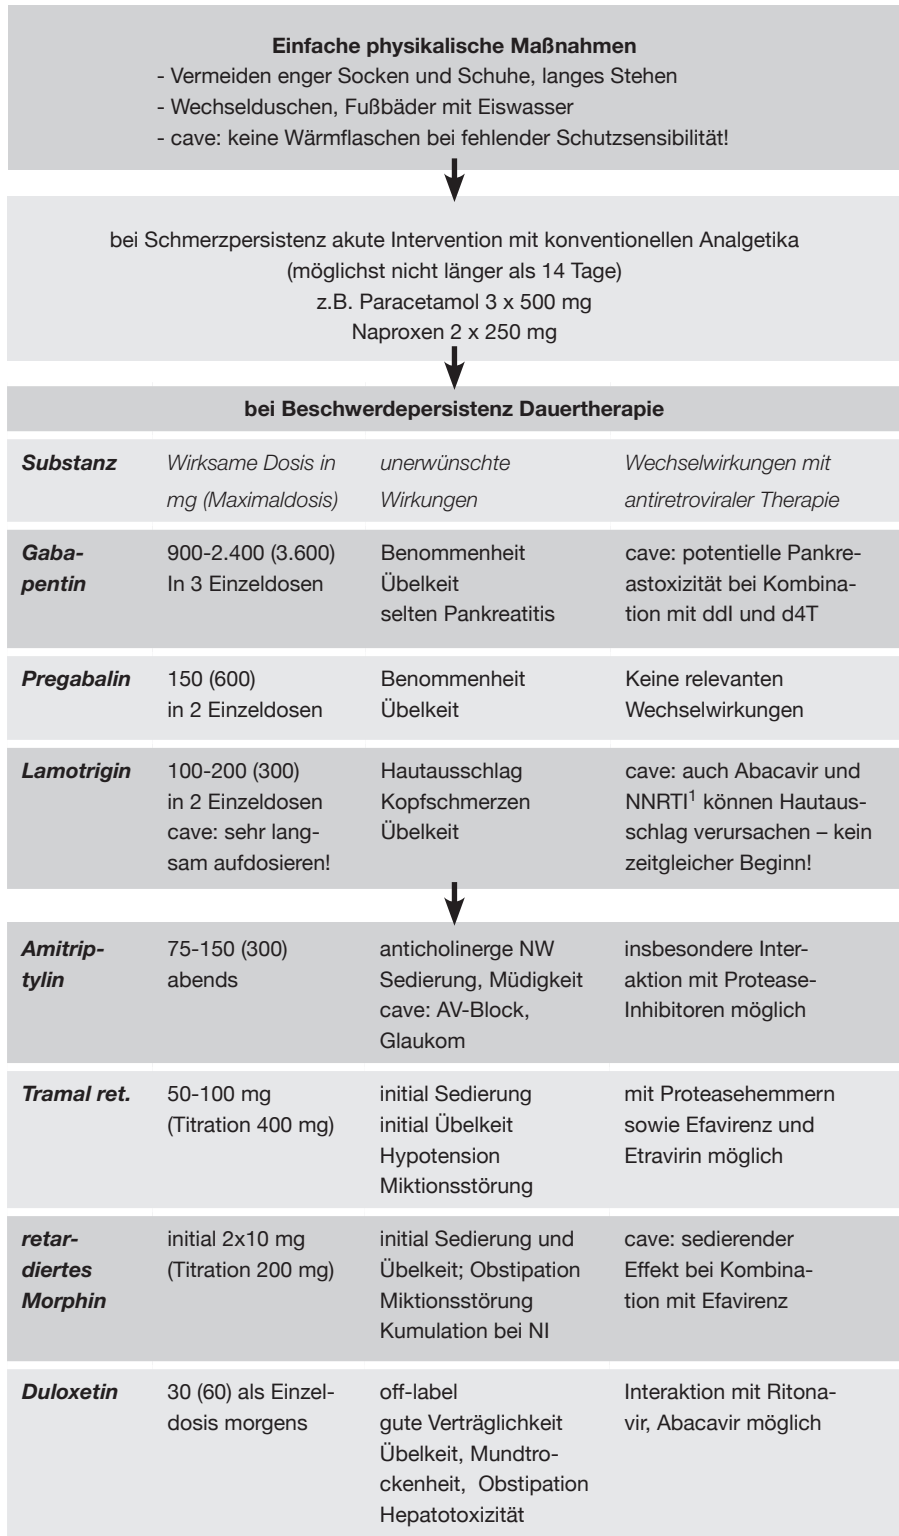 Einfache physikalische Maßnahmen
- Vermeiden enger Socken und Schuhe, langes Stehen
- Wechselduschen, Fußbäder mit Eiswasser
- cave: keine Wärmflaschen bei fehlender Schutzsensibilität!
bei Schmerzpersistenz akute Intervention mit konventionellen Analgetika
(möglichst nicht länger als 14 Tage)
z.B. Paracetamol 3 x 500 mg
Naproxen 2 x 250 mg
bei Beschwerdepersistenz Dauertherapie
Substanz
Wirksame Dosis in
mg (Maximaldosis)
unerwünschte
Wirkungen
Wechselwirkungen mit
antiretroviraler Therapie
Gaba-
pentin
900-2.400 (3.600)
In 3 Einzeldosen
Benommenheit
Übelkeit
selten Pankreatitis
cave: potentielle Pankre-
astoxizität bei Kombina-
tion mit ddI und d4T
Pregabalin
150 (600)
in 2 Einzeldosen
Benommenheit
Übelkeit
Keine relevanten
Wechselwirkungen
Lamotrigin
100-200 (300)
in 2 Einzeldosen
cave: sehr lang-
sam aufdosieren!
Hautausschlag
Kopfschmerzen
Übelkeit
cave: auch Abacavir und
NNRTI¹ können Hautaus-
schlag verursachen – kein
zeitgleicher Beginn!
Amitrip-
tylin
75-150 (300)
abends
anticholinerge NW
Sedierung, Müdigkeit
cave: AV-Block,
Glaukom
insbesondere Inter-
aktion mit Protease-
Inhibitoren möglich
Tramal ret.
50-100 mg
(Titration 400 mg)
initial Sedierung
initial Übelkeit
Hypotension
Miktionsstörung
mit Proteasehemmern
sowie Efavirenz und
Etravirin möglich
retar-
diertes
Morphin
initial 2x10 mg
(Titration 200 mg)
initial Sedierung und
Übelkeit; Obstipation
Miktionsstörung
Kumulation bei NI
cave: sedierender
Effekt bei Kombina-
tion mit Efavirenz
Duloxetin
30 (60) als Einzel-
dosis morgens
off-label
gute Verträglichkeit
Übelkeit, Mundtro-
ckenheit, Obstipation
Hepatotoxizität
Interaktion mit Ritona-
vir, Abacavir möglich